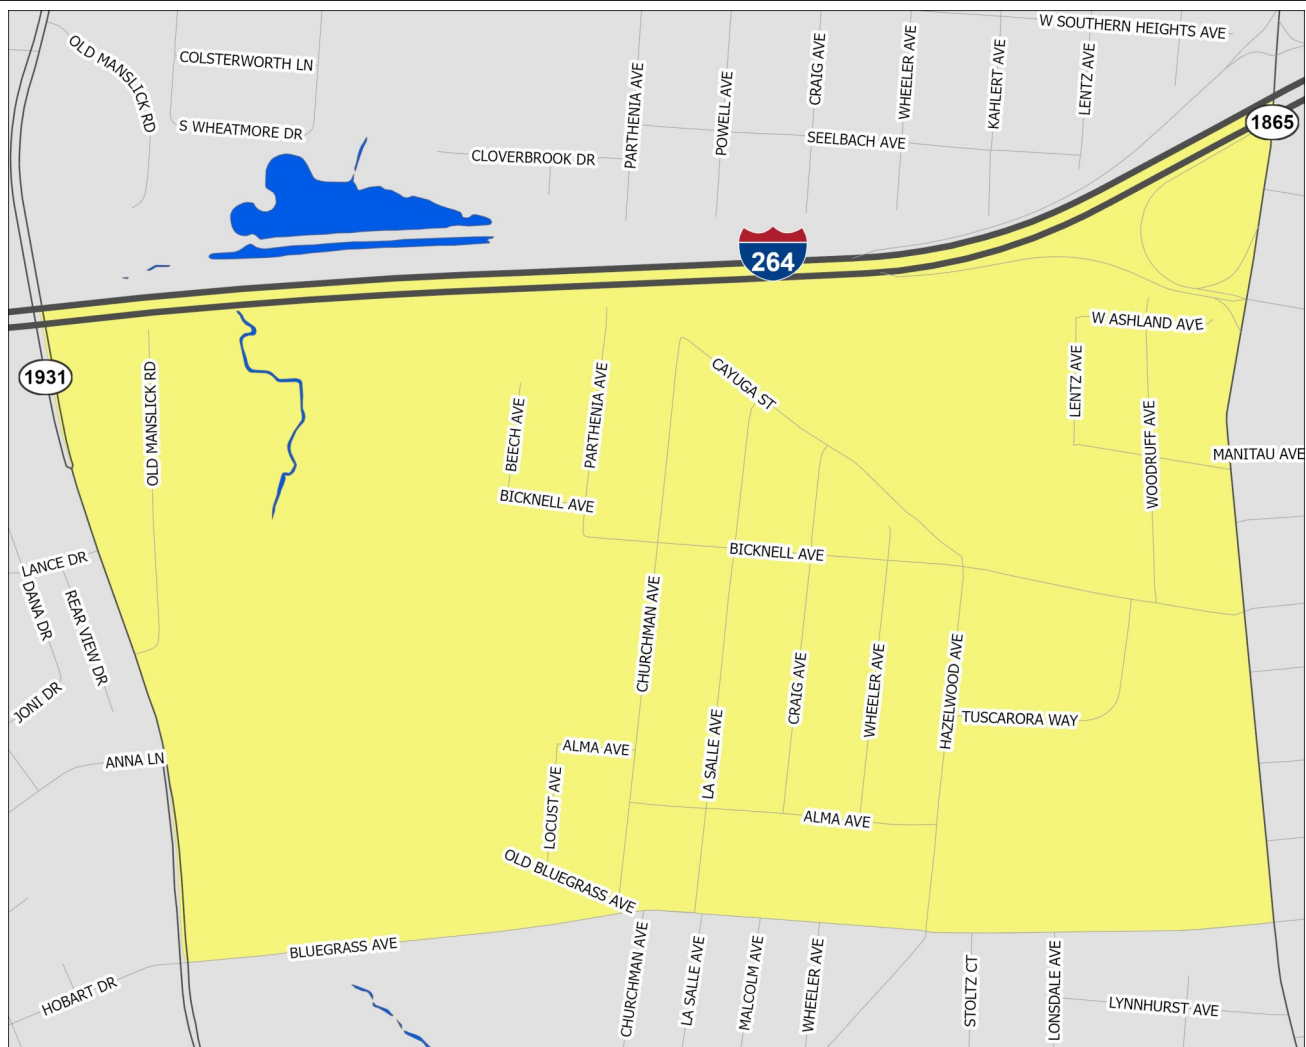 W SOUTHERN HEIGHTS AVE
OLD MANSLICK RD
COLSTERWORTH LN
PARTHENIA AVE
POWELL AVE
CRAIG AVE
WHEELER AVE
KAHLERT AVE
LENTZ AVE
S WHEATMORE DR
1865
SEELBACH AVE
CLOVERBROOK DR
264
W ASHLAND AVE
1931
OLD MANSLICK RD
BEECH AVE
PARTHENIA AVE
CAYUGA ST
LENTZ AVE
WOODRUFF AVE
MANITAU AVE
BICKNELL AVE
BICKNELL AVE
LANCE DR
DANA DR
REAR VIEW DR
CHURCHMAN AVE
JONI DR
CRAIG AVE
WHEELER AVE
HAZELWOOD AVE
TUSCARORA WAY
LA SALLE AVE
ALMA AVE
ANNA LN
LOCUST AVE
ALMA AVE
OLD BLUEGRASS AVE
BLUEGRASS AVE
HOBART DR
CHURCHMAN AVE
LA SALLE AVE
MALCOLM AVE
WHEELER AVE
STOLTZ CT
LONSDALE AVE
LYNNHURST AVE